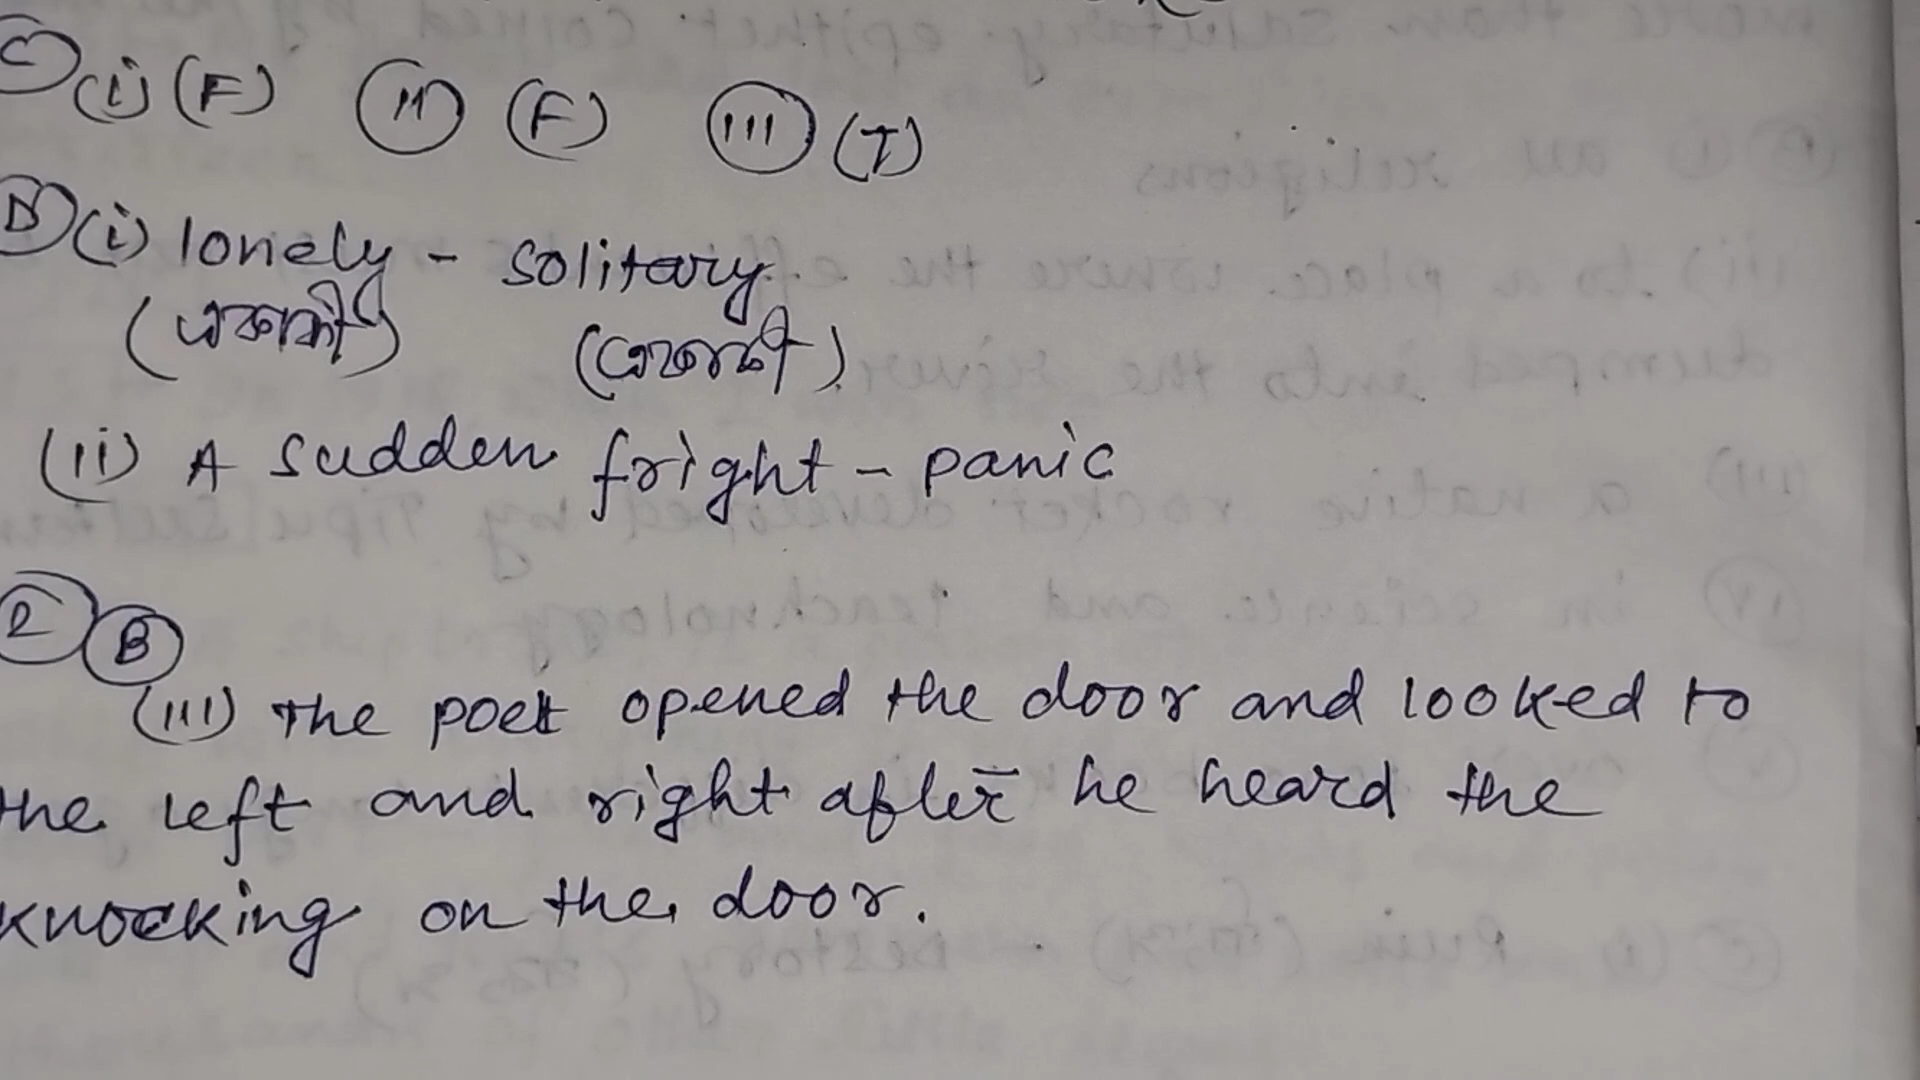 C (i) (F) (ii) (F) (iii) (T)
D (i) lonely - solitary
(একাকী) (একাকী)
(ii) A sudden fright - panic
2 B
(iii) The poet opened the door and looked to
the left and right after he heard the
knocking on the door.